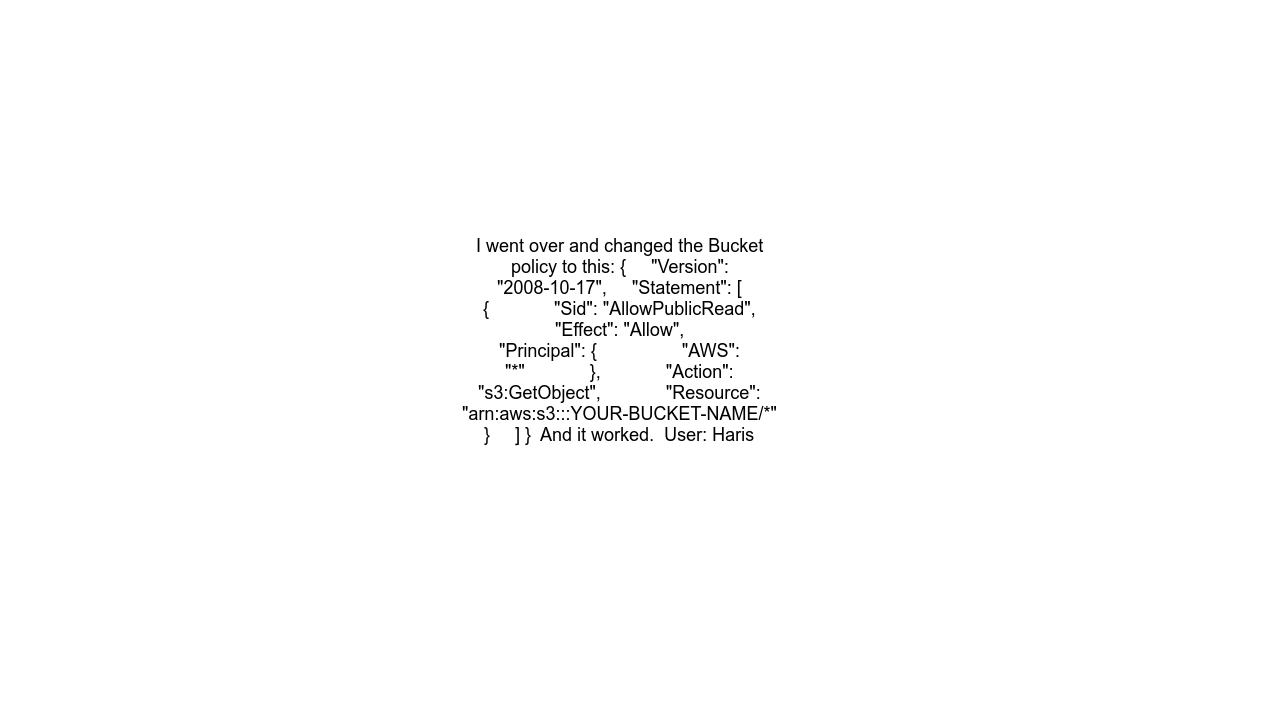 I went over and changed the Bucket
policy to this: {     "Version":
"2008-10-17",     "Statement": [
{             "Sid": "AllowPublicRead",
"Effect": "Allow",
"Principal": {                 "AWS":
"*"             },             "Action":
"s3:GetObject",             "Resource":
"arn:aws:s3:::YOUR-BUCKET-NAME/*"
}     ] }  And it worked.  User: Haris